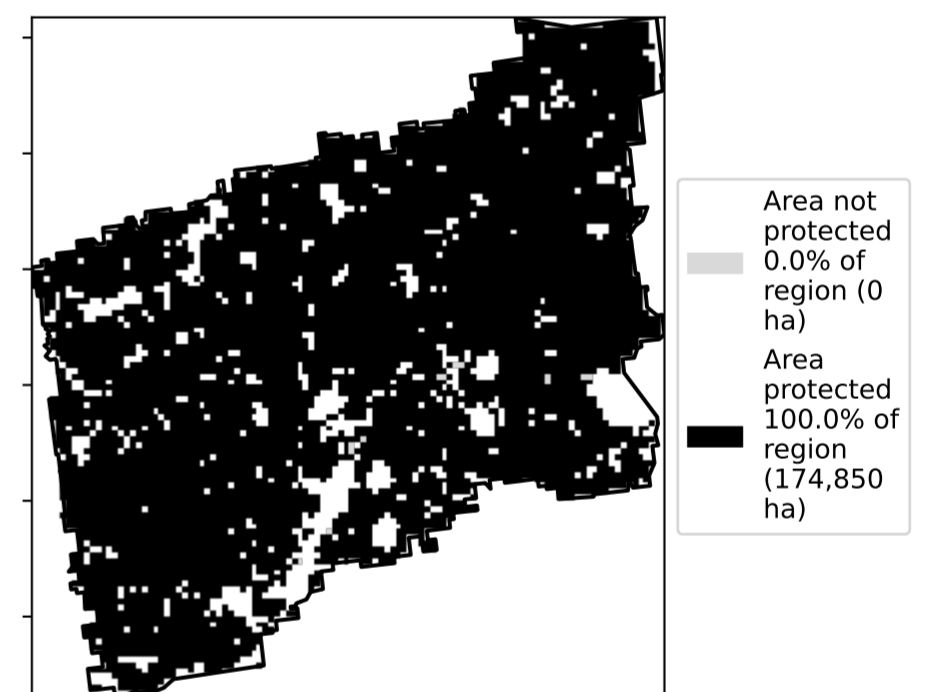 Area not
protected
0.0% of
region (0
ha)
Area
protected
100.0% of
region
(174,850
ha)